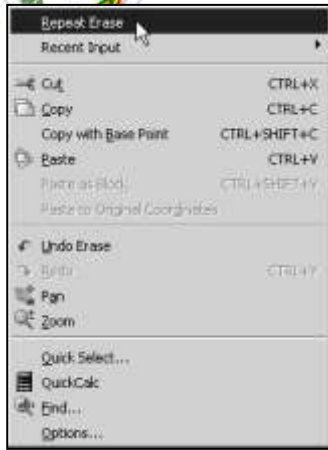 Repeat Erase
Recent Input
Cut CTRL+X
Copy CTRL+C
Copy with Base Point CTRL+SHIFT+C
Paste CTRL+V
Paste as Block CTRL+SHIFT+V
Paste to Original Coordinates
Undo Erase
Redo CTRL+Y
Pan
Zoom
Quick Select...
QuickCalc
Find...
Options...